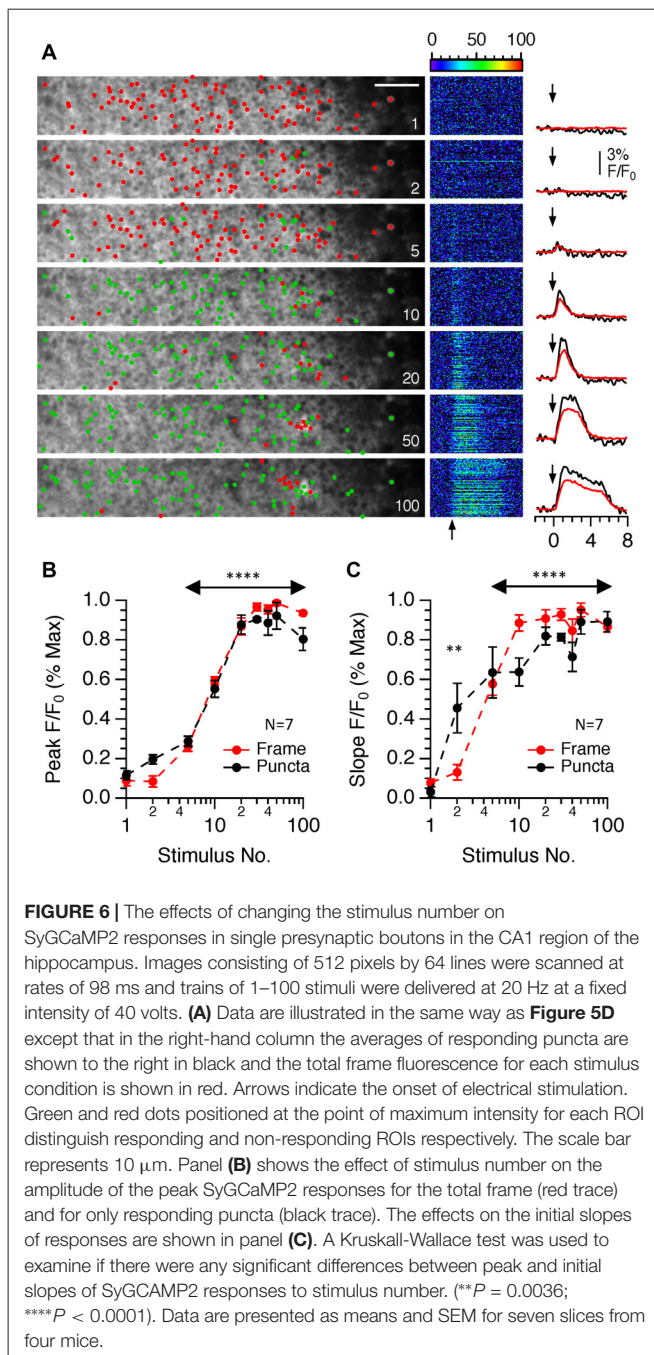 A
0 50 100
1
2
3%
F/F0
5
10
20
50
100
0 4 8
B
****
1.0
0.8
0.6
0.4
0.2
0.0
Peak F/F0 (% Max)
N=7
Frame
Puncta
1 2 4 10 2 4 100
Stimulus No.
C
****
**
1.0
0.8
0.6
0.4
0.2
0.0
Slope F/F0 (% Max)
N=7
Frame
Puncta
1 2 4 10 2 4 100
Stimulus No.
FIGURE 6 | The effects of changing the stimulus number on
SyGCaMP2 responses in single presynaptic boutons in the CA1 region of the
hippocampus. Images consisting of 512 pixels by 64 lines were scanned at
rates of 98 ms and trains of 1–100 stimuli were delivered at 20 Hz at a fixed
intensity of 40 volts. (A) Data are illustrated in the same way as Figure 5D
except that in the right-hand column the averages of responding puncta are
shown to the right in black and the total frame fluorescence for each stimulus
condition is shown in red. Arrows indicate the onset of electrical stimulation.
Green and red dots positioned at the point of maximum intensity for each ROI
distinguish responding and non-responding ROIs respectively. The scale bar
represents 10 μm. Panel (B) shows the effect of stimulus number on the
amplitude of the peak SyGCaMP2 responses for the total frame (red trace)
and for only responding puncta (black trace). The effects on the initial slopes
of responses are shown in panel (C). A Kruskall-Wallace test was used to
examine if there were any significant differences between peak and initial
slopes of SyGCAMP2 responses to stimulus number. (**P = 0.0036;
****P < 0.0001). Data are presented as means and SEM for seven slices from
four mice.